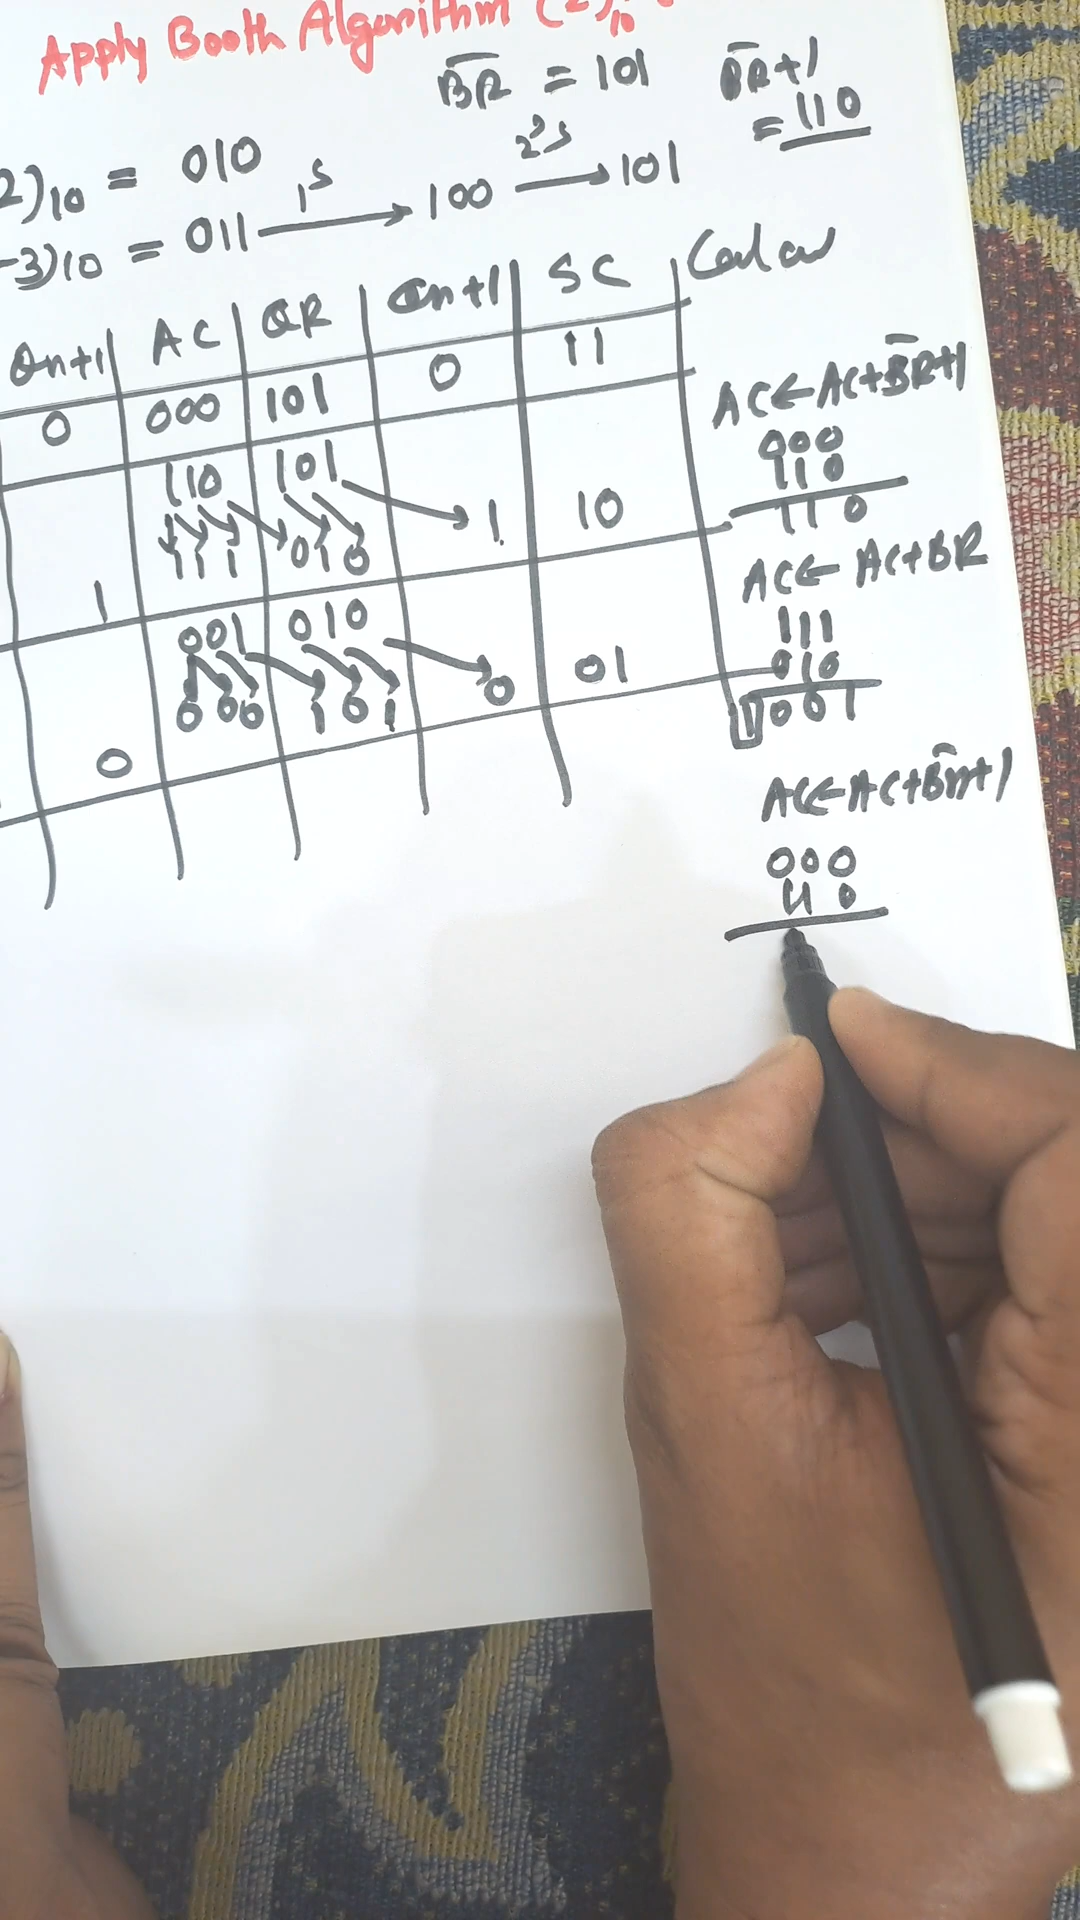 Apply Booth Algorithm (2)10
B̅R̅ = 101
B̅R̅+1
= 110
2)10 = 010
-3)10 = 011 1's → 100 2's → 101
Qn+1 AC QR Qn+1 SC
0 000 101 0 11
AC ← AC+B̅R+1
000
110
110
110 101
1 111 010 1 10
AC ← AC+BR
111
010
1001
001 010
0 000 101 0 01
AC ← AC+B̅R+1
000
110